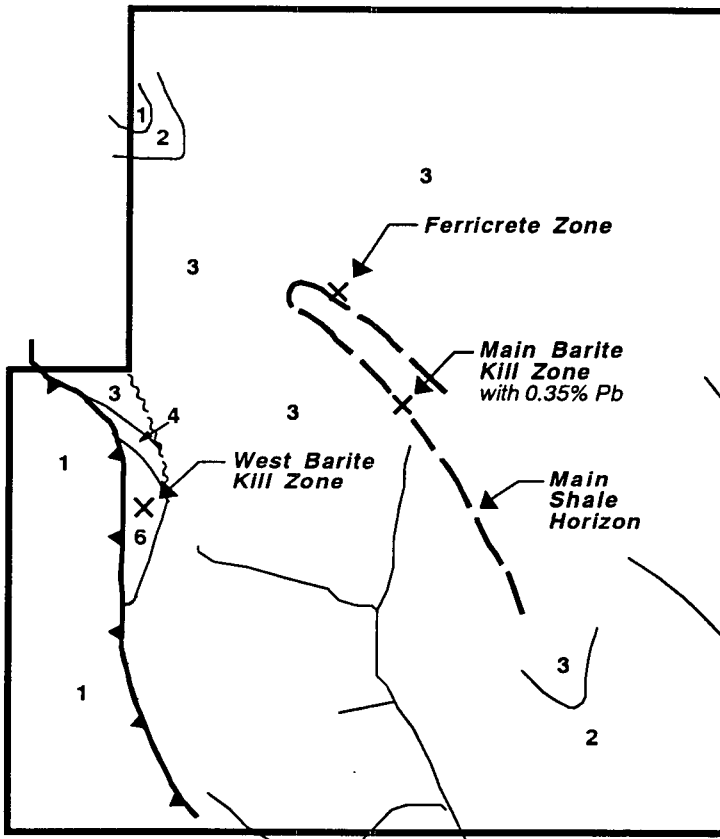 1
2
3
Ferricrete Zone
3
Main Barite
Kill Zone
with 0.35% Pb
3
4
3
1
West Barite
Kill Zone
Main
Shale
Horizon
6
3
1
2